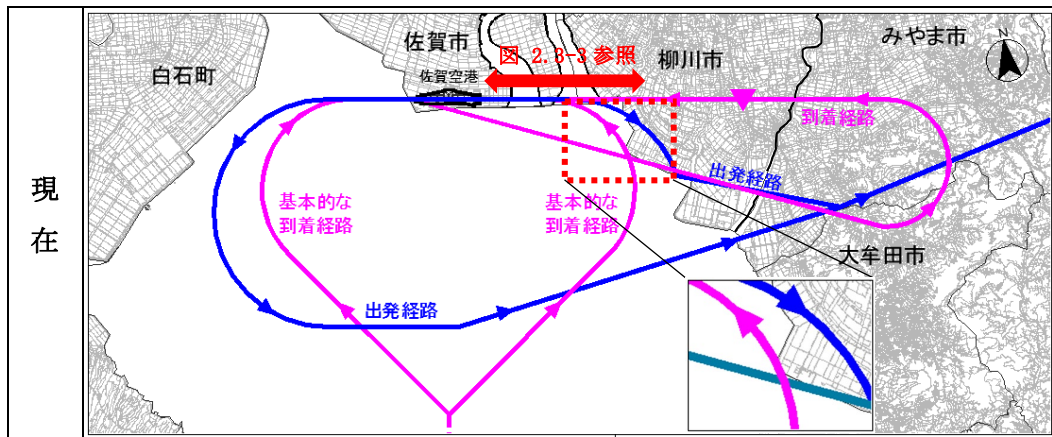 現
在
白石町
佐賀市
佐賀空港
図 2.3-3 参照
柳川市
みやま市
N
到着経路
出発経路
基本的な
到着経路
基本的な
到着経路
大牟田市
出発経路